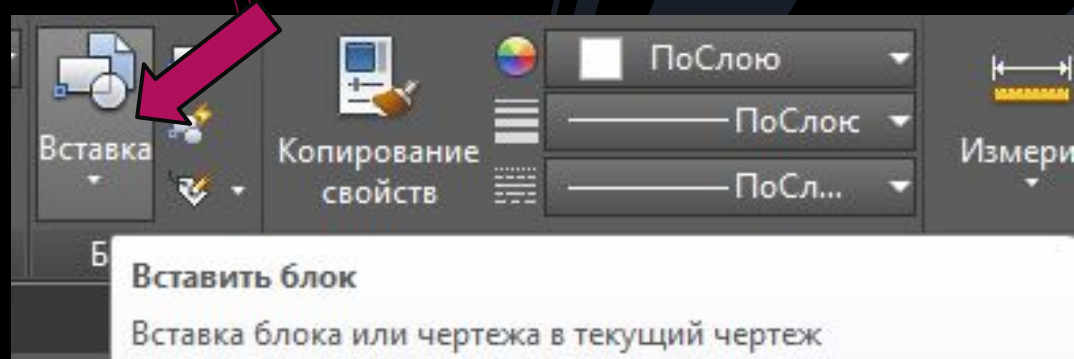 ПоСлою
ПоСлою
ПоСл...
Вставка
Копирование
свойств
Измери
Б
Вставить блок
Вставка блока или чертежа в текущий чертеж